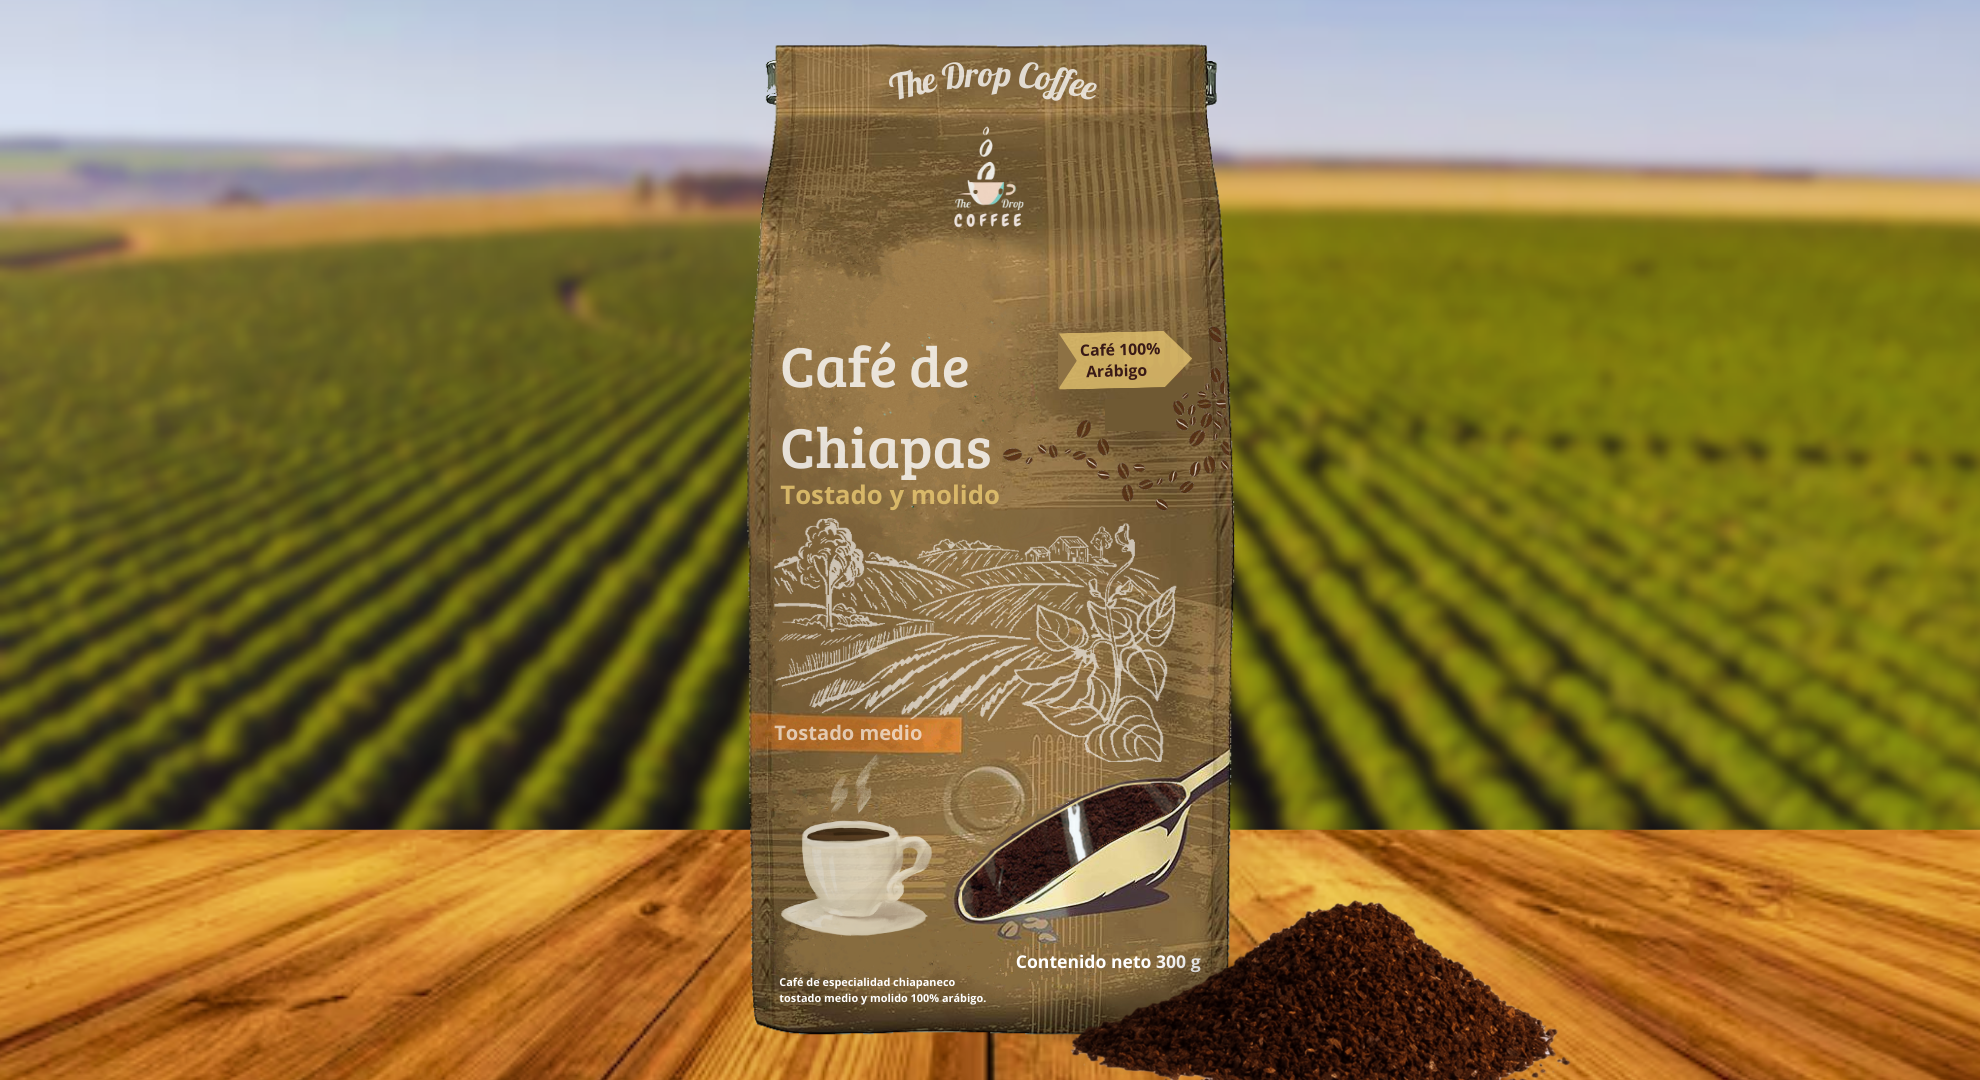 The Drop Coffee
The Drop
COFFEE
Café 100%
Arábigo
Café de
Chiapas
Tostado y molido
Tostado medio
Contenido neto 300 g
Café de especialidad chiapaneco
tostado medio y molido 100% arábigo.